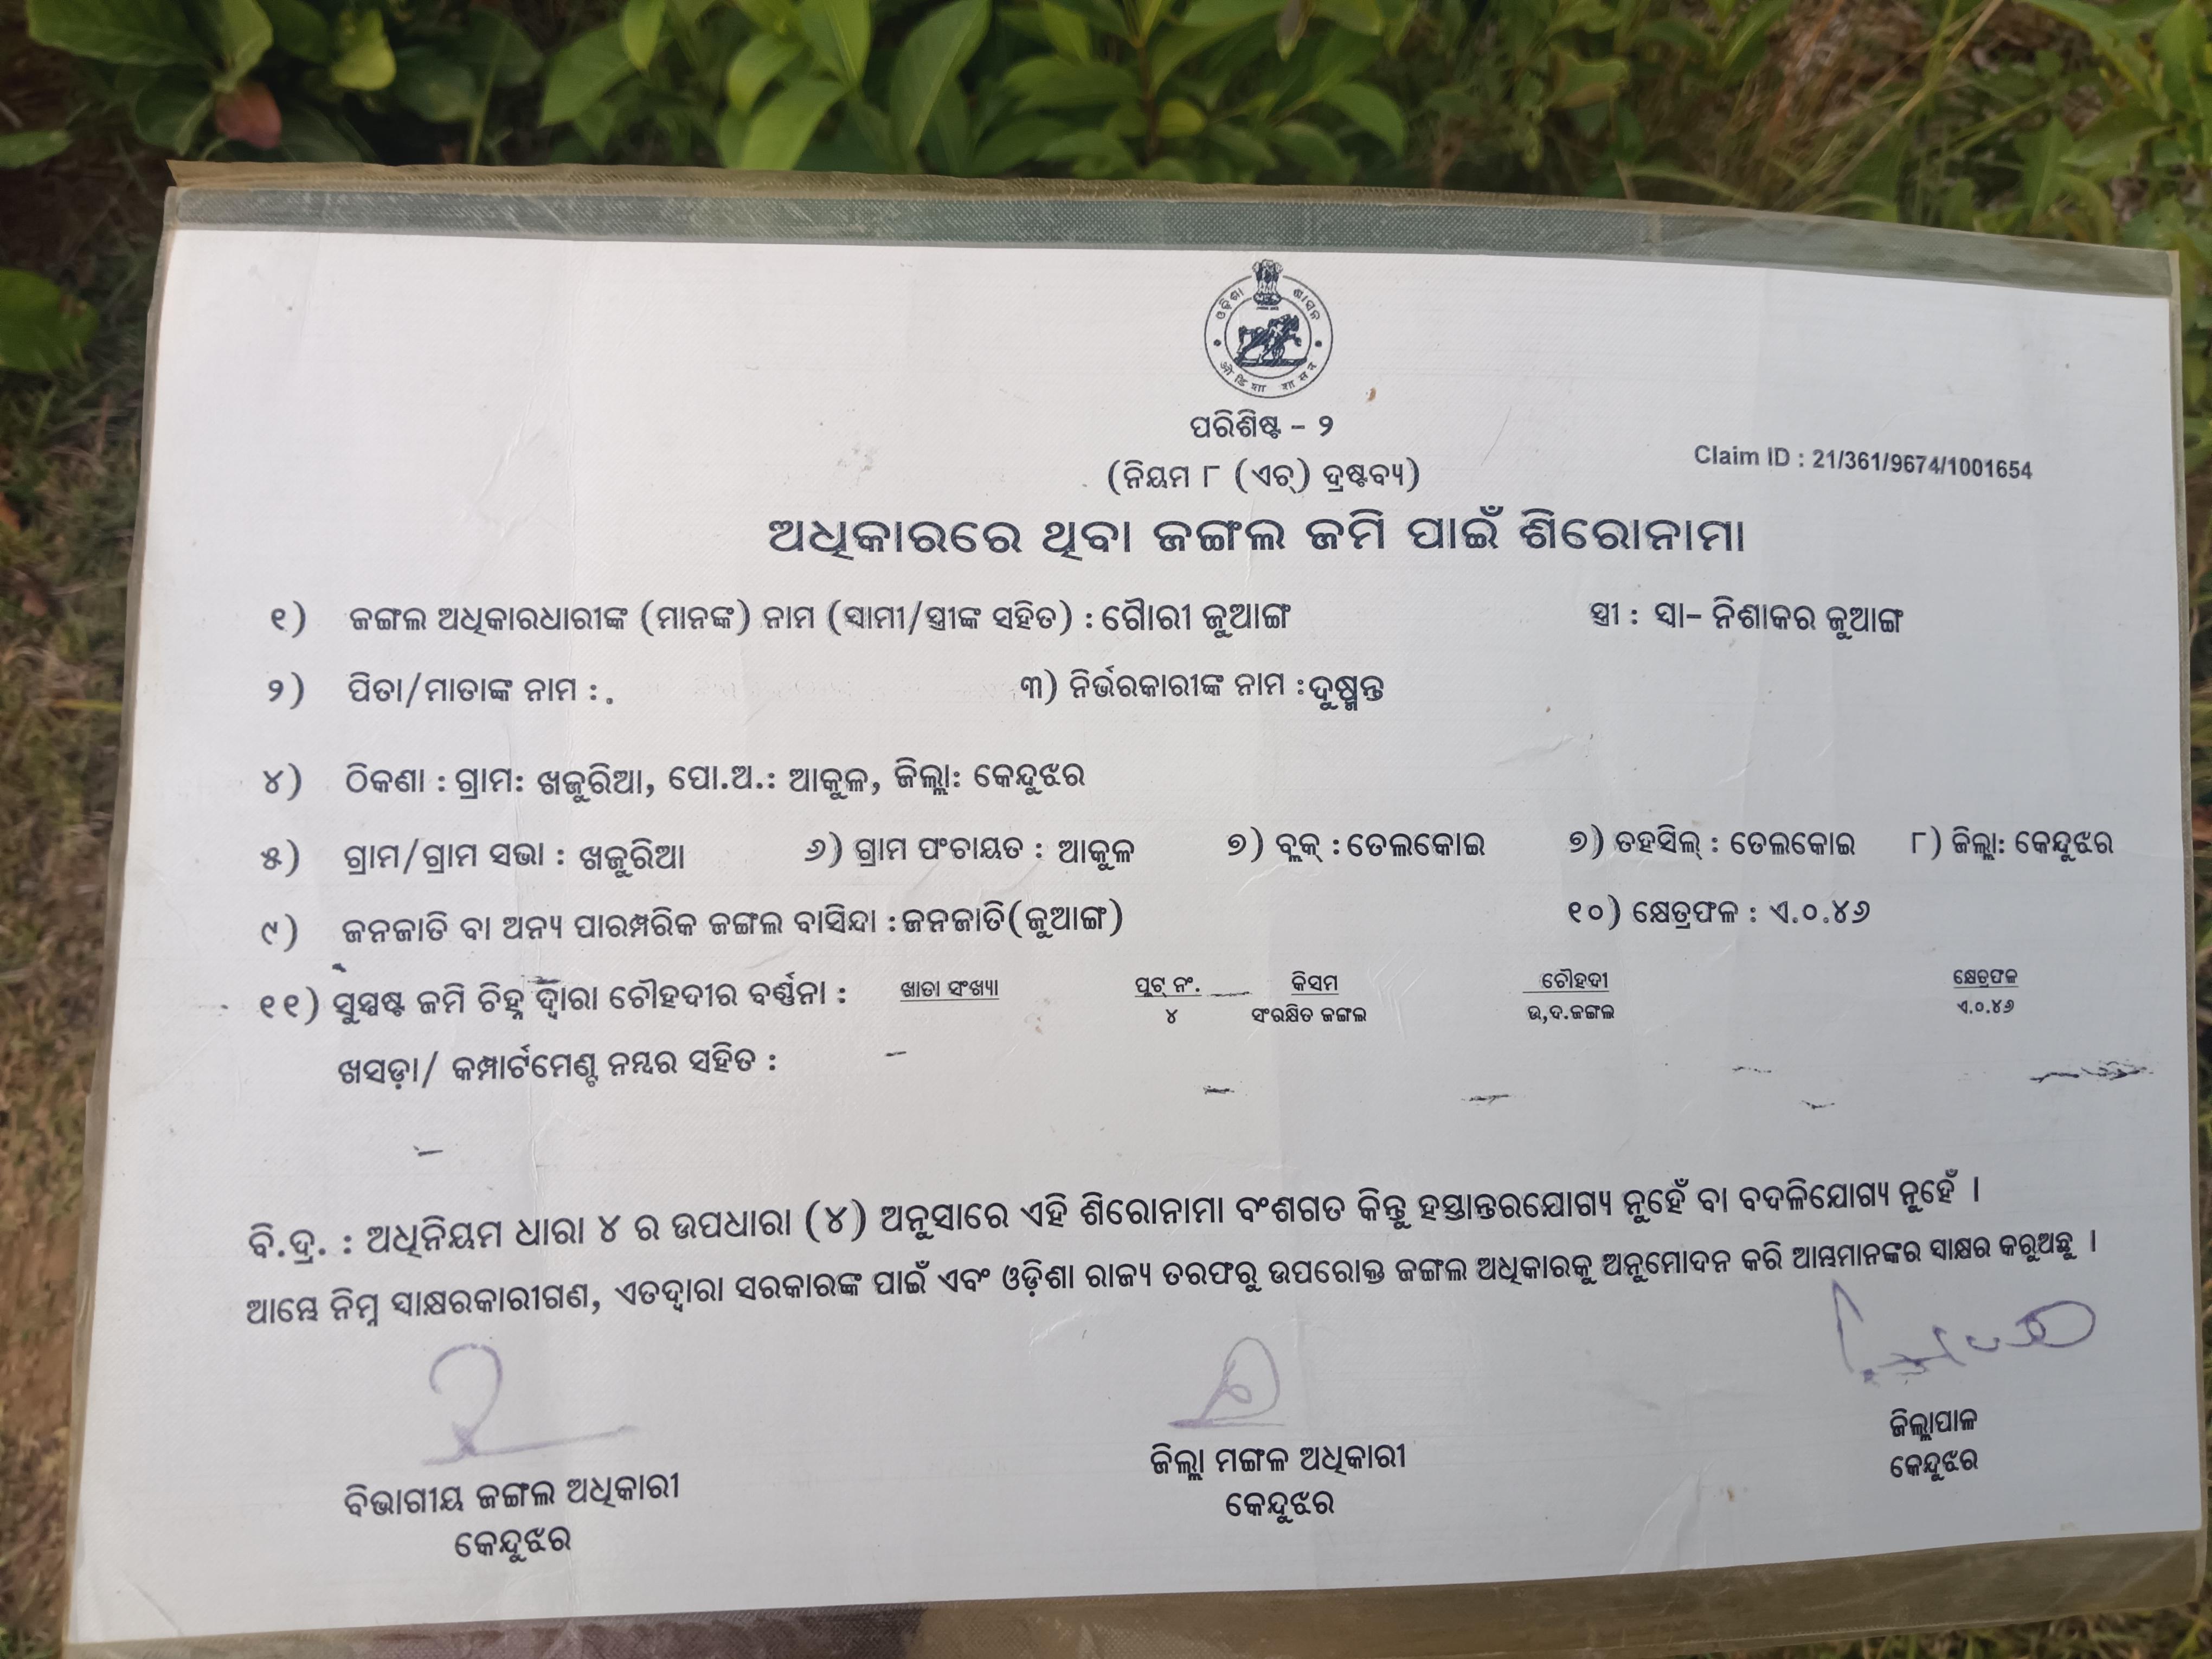 ଓଡ଼ିଶା ଶାସନ
ओडिशा शासन
ପରିଶିଷ୍ଟ - ୨
(ନିୟମ ୮ (ଏଚ୍) ଦ୍ରଷ୍ଟବ୍ୟ)
Claim ID : 21/361/9674/1001654
ଅଧିକାରରେ ଥିବା ଜଙ୍ଗଲ ଜମି ପାଇଁ ଶିରୋନାମା
୧) ଜଙ୍ଗଲ ଅଧିକାରଧାରୀଙ୍କ (ମାନଙ୍କ) ନାମ (ସ୍ୱାମୀ/ସ୍ତ୍ରୀଙ୍କ ସହିତ) : ଗୌରୀ ଜୁଆଙ୍ଗ ସ୍ତ୍ରୀ : ସ୍ୱା- ନିଶାକର ଜୁଆଙ୍ଗ
୨) ପିତା/ମାତାଙ୍କ ନାମ : . ୩) ନିର୍ଭରକାରୀଙ୍କ ନାମ : ଦୁଷ୍ମନ୍ତ
୪) ଠିକଣା : ଗ୍ରାମ: ଖଜୁରିଆ, ପୋ.ଅ.: ଆକୁଳ, ଜିଲ୍ଲା: କେନ୍ଦୁଝର
୫) ଗ୍ରାମ/ଗ୍ରାମ ସଭା : ଖଜୁରିଆ ୬) ଗ୍ରାମ ପଂଚାୟତ : ଆକୁଳ ୭) ବ୍ଲକ୍ : ତେଲକୋଇ ୭) ତହସିଲ୍ : ତେଲକୋଇ ୮) ଜିଲ୍ଲା: କେନ୍ଦୁଝର
୯) ଜନଜାତି ବା ଅନ୍ୟ ପାରମ୍ପରିକ ଜଙ୍ଗଲ ବାସିନ୍ଦା : ଜନଜାତି(ଜୁଆଙ୍ଗ) ୧୦) କ୍ଷେତ୍ରଫଳ : ଏ.୦.୪୬
୧୧) ସୁସ୍ପଷ୍ଟ ଜମି ଚିହ୍ନ ଦ୍ୱାରା ଚୌହଦୀର ବର୍ଣ୍ଣନା : ଖାତା ସଂଖ୍ୟା ପ୍ଲଟ୍ ନଂ. କିସମ ଚୌହଦୀ କ୍ଷେତ୍ରଫଳ
୪ ସଂରକ୍ଷିତ ଜଙ୍ଗଲ ଉ,ଦ.ଜଙ୍ଗଲ ଏ.୦.୪୬
ଖସଡ଼ା/ କମ୍ପାର୍ଟମେଣ୍ଟ ନମ୍ବର ସହିତ :
ବି.ଦ୍ର. : ଅଧିନିୟମ ଧାରା ୪ ର ଉପଧାରା (୪) ଅନୁସାରେ ଏହି ଶିରୋନାମା ବଂଶଗତ କିନ୍ତୁ ହସ୍ତାନ୍ତରଯୋଗ୍ୟ ନୁହେଁ ବା ବଦଳିଯୋଗ୍ୟ ନୁହେଁ ।
ଆମ୍ଭେ ନିମ୍ନ ସ୍ୱାକ୍ଷରକାରୀଗଣ, ଏତଦ୍ୱାରା ସରକାରଙ୍କ ପାଇଁ ଏବଂ ଓଡ଼ିଶା ରାଜ୍ୟ ତରଫରୁ ଉପରୋକ୍ତ ଜଙ୍ଗଲ ଅଧିକାରକୁ ଅନୁମୋଦନ କରି ଆମ୍ଭମାନଙ୍କର ସ୍ୱାକ୍ଷର କରୁଅଛୁ ।
ବିଭାଗୀୟ ଜଙ୍ଗଲ ଅଧିକାରୀ
କେନ୍ଦୁଝର
ଜିଲ୍ଲା ମଙ୍ଗଳ ଅଧିକାରୀ
କେନ୍ଦୁଝର
ଜିଲ୍ଲାପାଳ
କେନ୍ଦୁଝର